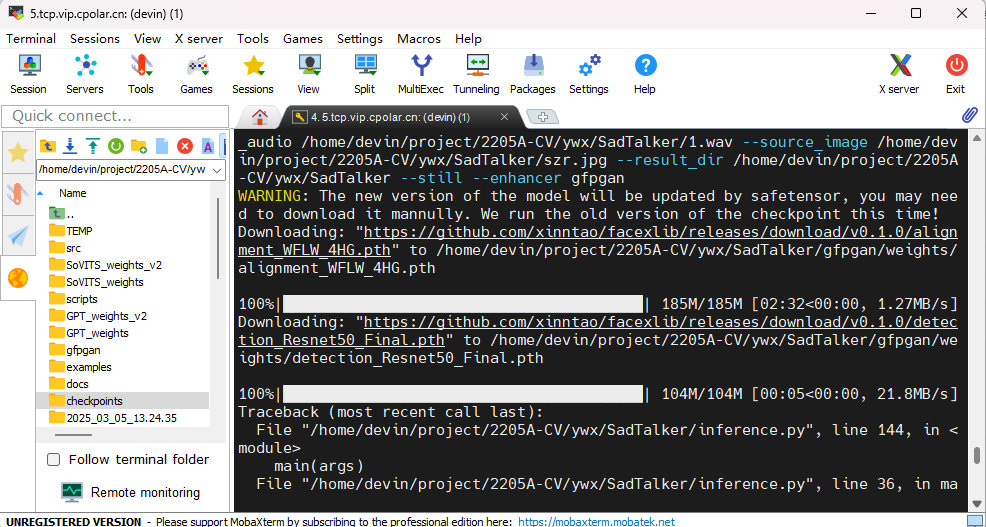 5.tcp.vip.cpolar.cn: (devin) (1)
Terminal Sessions View X server Tools Games Settings Macros Help
Session Servers Tools Games Sessions View Split MultiExec Tunneling Packages Settings Help X server Exit
Quick connect...
4. 5.tcp.vip.cpolar.cn: (devin) (1)
/home/devin/project/2205A-CV/yw
Name
..
TEMP
src
SoVITS_weights_v2
SoVITS_weights
scripts
GPT_weights_v2
GPT_weights
gfpgan
examples
docs
checkpoints
2025_03_05_13.24.35
Follow terminal folder
Remote monitoring
_audio /home/devin/project/2205A-CV/ywx/SadTalker/1.wav --source_image /home/dev
in/project/2205A-CV/ywx/SadTalker/szr.jpg --result_dir /home/devin/project/2205A
-CV/ywx/SadTalker --still --enhancer gfpgan
WARNING: The new version of the model will be updated by safetensor, you may nee
d to download it mannully. We run the old version of the checkpoint this time!
Downloading: "https://github.com/xinntao/facexlib/releases/download/v0.1.0/align
ment_WFLW_4HG.pth" to /home/devin/project/2205A-CV/ywx/SadTalker/gfpgan/weights/
alignment_WFLW_4HG.pth
100%| | 185M/185M [02:32<00:00, 1.27MB/s]
Downloading: "https://github.com/xinntao/facexlib/releases/download/v0.1.0/detec
tion_Resnet50_Final.pth" to /home/devin/project/2205A-CV/ywx/SadTalker/gfpgan/we
ights/detection_Resnet50_Final.pth
100%| | 104M/104M [00:05<00:00, 21.8MB/s]
Traceback (most recent call last):
File "/home/devin/project/2205A-CV/ywx/SadTalker/inference.py", line 144, in <
module>
main(args)
File "/home/devin/project/2205A-CV/ywx/SadTalker/inference.py", line 36, in ma
UNREGISTERED VERSION - Please support MobaXterm by subscribing to the professional edition here: https://mobaxterm.mobatek.net